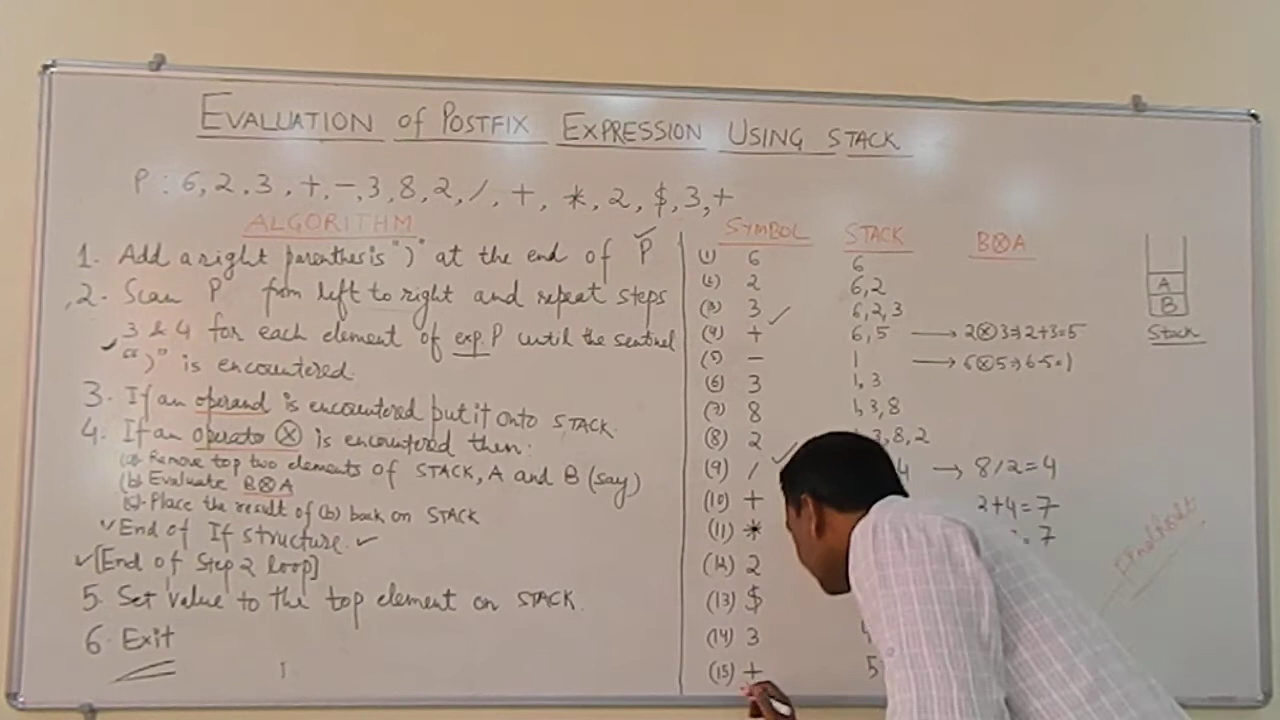 EVALUATION of POSTFIX EXPRESSION USING STACK
P : 6, 2, 3, +, -, 3, 8, 2, /, +, *, 2, $, 3, +
ALGORITHM
1. Add a right parenthesis ")" at the end of P
2. Scan P from left to right and repeat steps
3 & 4 for each element of exp. P until the sentinel
")" is encountered.
3. If an operand is encountered put it onto STACK.
4. If an operato ⊗ is encountered then:
(a) Remove top two elements of STACK, A and B (say)
(b) Evaluate B⊗A
(c) Place the result of (b) back on STACK
End of If structure.
[End of Step 2 loop]
5. Set value to the top element on STACK.
6. Exit
SYMBOL STACK B⊗A
(1) 6 6
(2) 2 6, 2
(3) 3 6, 2, 3
(4) + 6, 5 → 2⊗3⇒2+3=5
(5) - 1 → 6⊗5⇒6-5=1
(6) 3 1, 3
(7) 8 1, 3, 8
(8) 2 3, 8, 2
(9) / 4 → 8/2=4
(10) + +4=7
(11) * =7
(12) 2
(13) $
(14) 3
(15) + 5
A
B
Stack